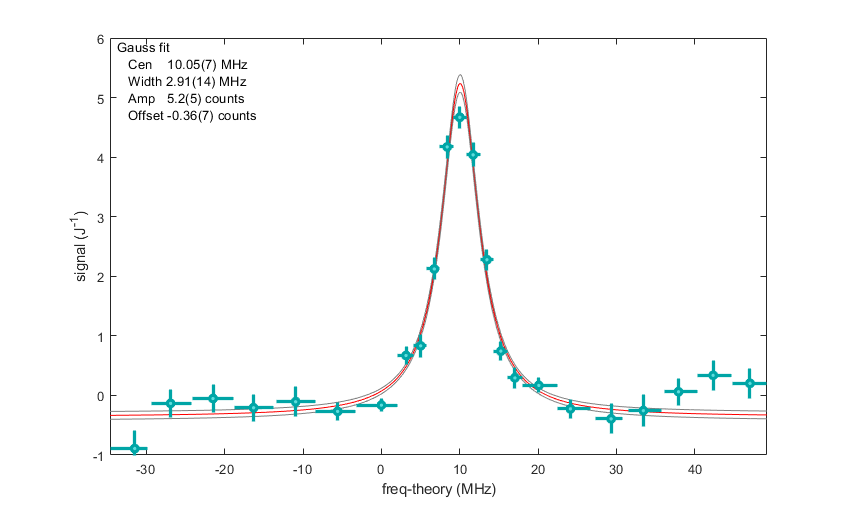 Gauss fit
Cen 10.05(7) MHz
Width 2.91(14) MHz
Amp 5.2(5) counts
Offset -0.36(7) counts
6
5
4
3
2
1
0
-1
signal (J⁻¹)
-30 -20 -10 0 10 20 30 40
freq-theory (MHz)